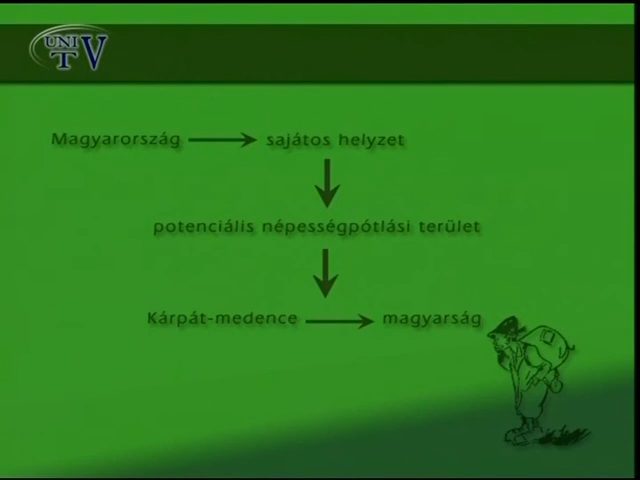 UNI
TV
Magyarország sajátos helyzet
potenciális népességpótlási terület
Kárpát-medence magyarság